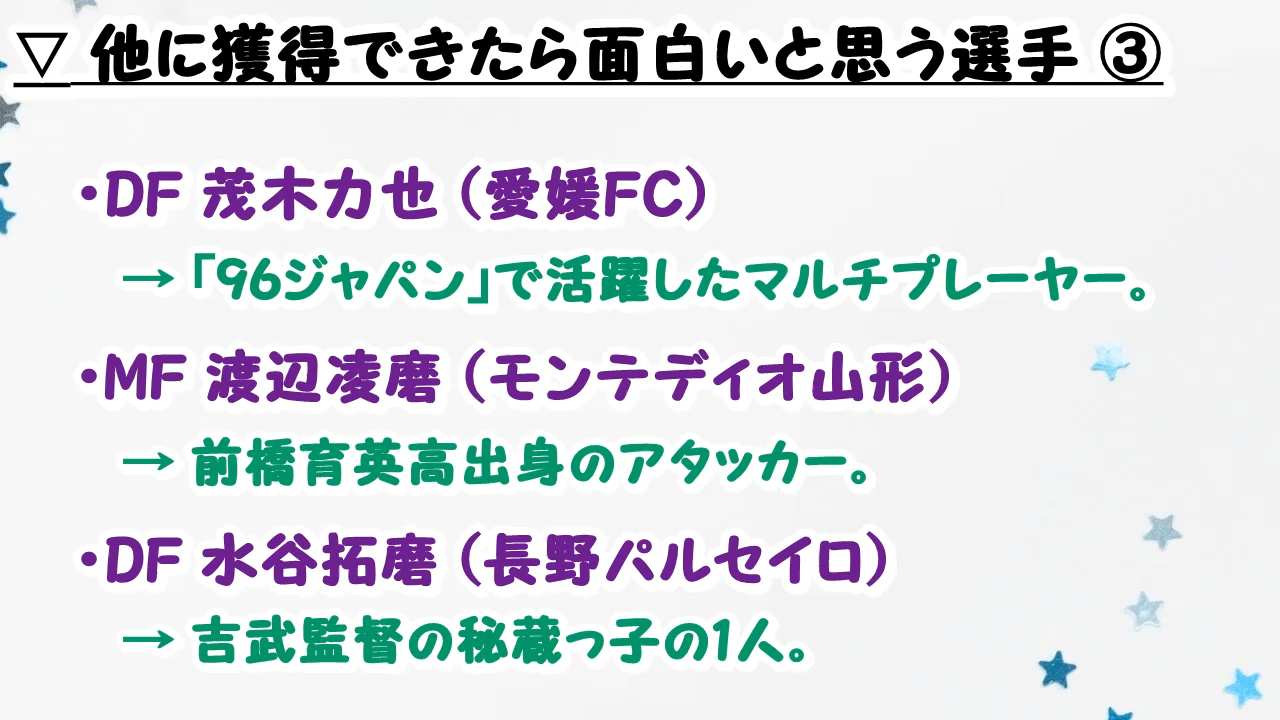 ▽ 他に獲得できたら面白いと思う選手 ③
・DF 茂木力也 (愛媛FC)
→ 「96ジャパン」で活躍したマルチプレーヤー。
・MF 渡辺凌磨 (モンテディオ山形)
→ 前橋育英高出身のアタッカー。
・DF 水谷拓磨 (長野パルセイロ)
→ 吉武監督の秘蔵っ子の1人。